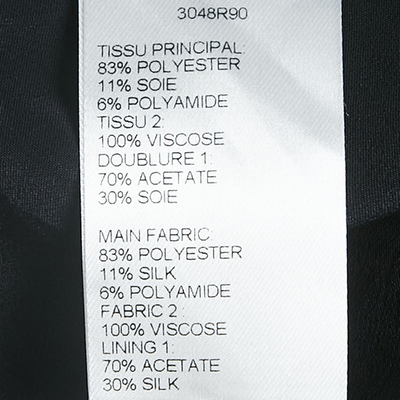 3048R90
TISSU PRINCIPAL:
83% POLYESTER
11% SOIE
6% POLYAMIDE
TISSU 2:
100% VISCOSE
DOUBLURE 1:
70% ACETATE
30% SOIE
MAIN FABRIC:
83% POLYESTER
11% SILK
6% POLYAMIDE
FABRIC 2 :
100% VISCOSE
LINING 1:
70% ACETATE
30% SILK